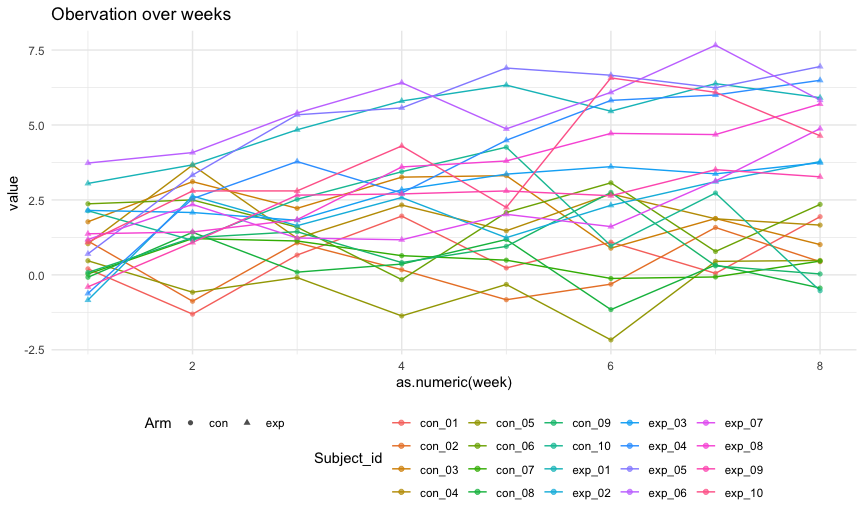 Obervation over weeks
value
7.5
5.0
2.5
0.0
-2.5
2 4 6 8
as.numeric(week)
Arm con exp
Subject_id
con_01 con_05 con_09 exp_03 exp_07
con_02 con_06 con_10 exp_04 exp_08
con_03 con_07 exp_01 exp_05 exp_09
con_04 con_08 exp_02 exp_06 exp_10